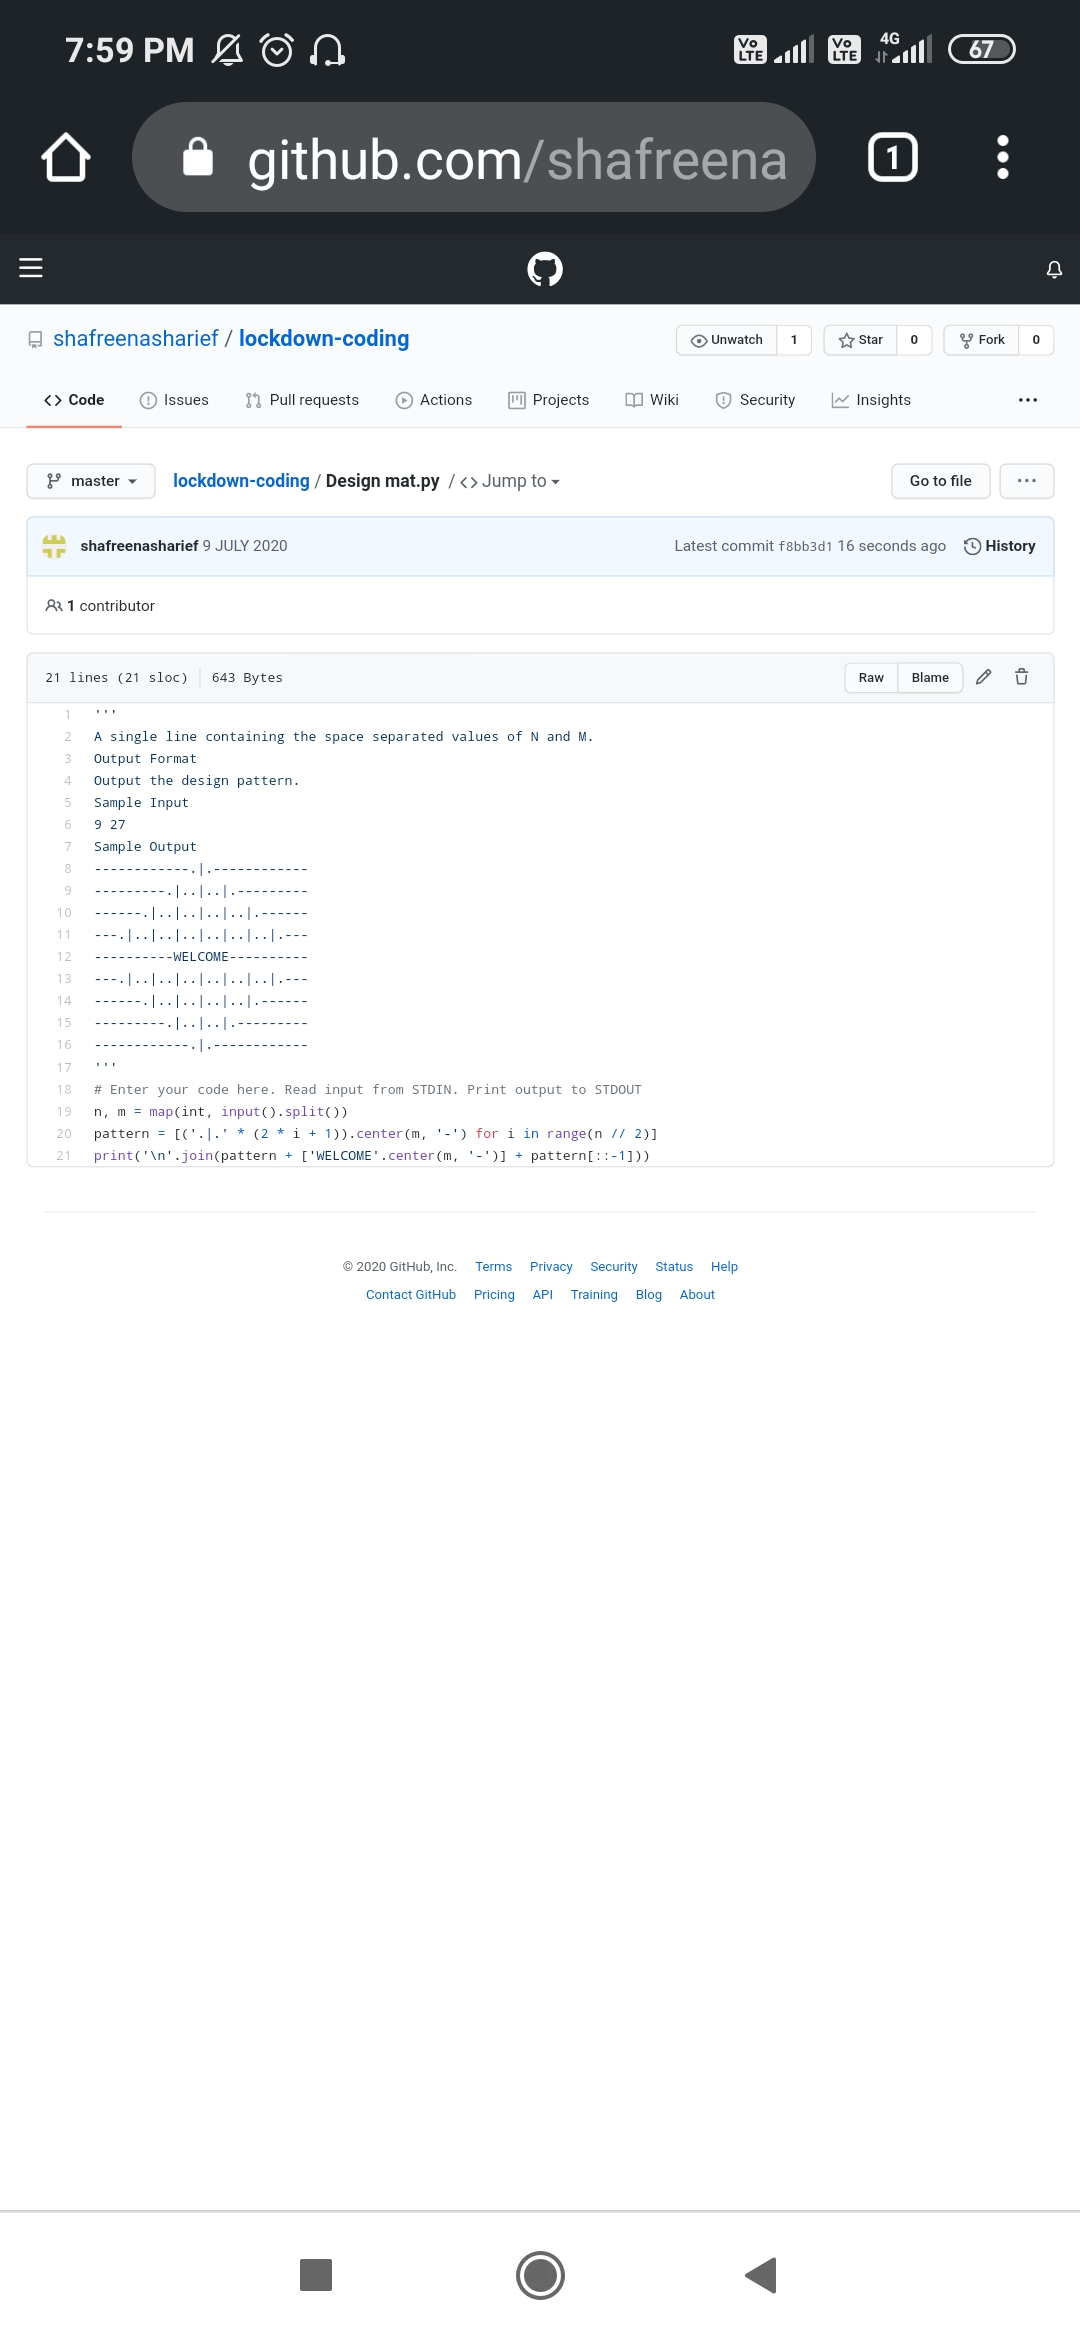 7:59 PM
Vo LTE Vo LTE 4G 67
github.com/shafreena
1
shafreenasharief / lockdown-coding
Unwatch 1 Star 0 Fork 0
Code Issues Pull requests Actions Projects Wiki Security Insights ...
master lockdown-coding / Design mat.py / <> Jump to Go to file ...
shafreenasharief 9 JULY 2020 Latest commit f8bb3d1 16 seconds ago History
1 contributor
21 lines (21 sloc) 643 Bytes Raw Blame
1 '''
2 A single line containing the space separated values of N and M.
3 Output Format
4 Output the design pattern.
5 Sample Input
6 9 27
7 Sample Output
8 ------------.|.------------
9 ---------.|..|..|.---------
10 ------.|..|..|..|..|.------
11 ---.|..|..|..|..|..|..|.---
12 ----------WELCOME----------
13 ---.|..|..|..|..|..|..|.---
14 ------.|..|..|..|..|.------
15 ---------.|..|..|.---------
16 ------------.|.------------
17 '''
18 # Enter your code here. Read input from STDIN. Print output to STDOUT
19 n, m = map(int, input().split())
20 pattern = [('.|.' * (2 * i + 1)).center(m, '-') for i in range(n // 2)]
21 print('\n'.join(pattern + ['WELCOME'.center(m, '-')] + pattern[::-1]))
© 2020 GitHub, Inc. Terms Privacy Security Status Help
Contact GitHub Pricing API Training Blog About